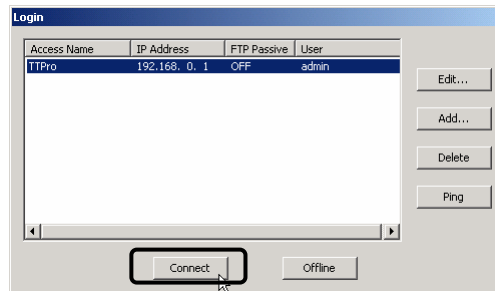 Login
Access Name IP Address FTP Passive User
TTPro 192.168. 0. 1 OFF admin
Edit...
Add...
Delete
Ping
Connect Offline